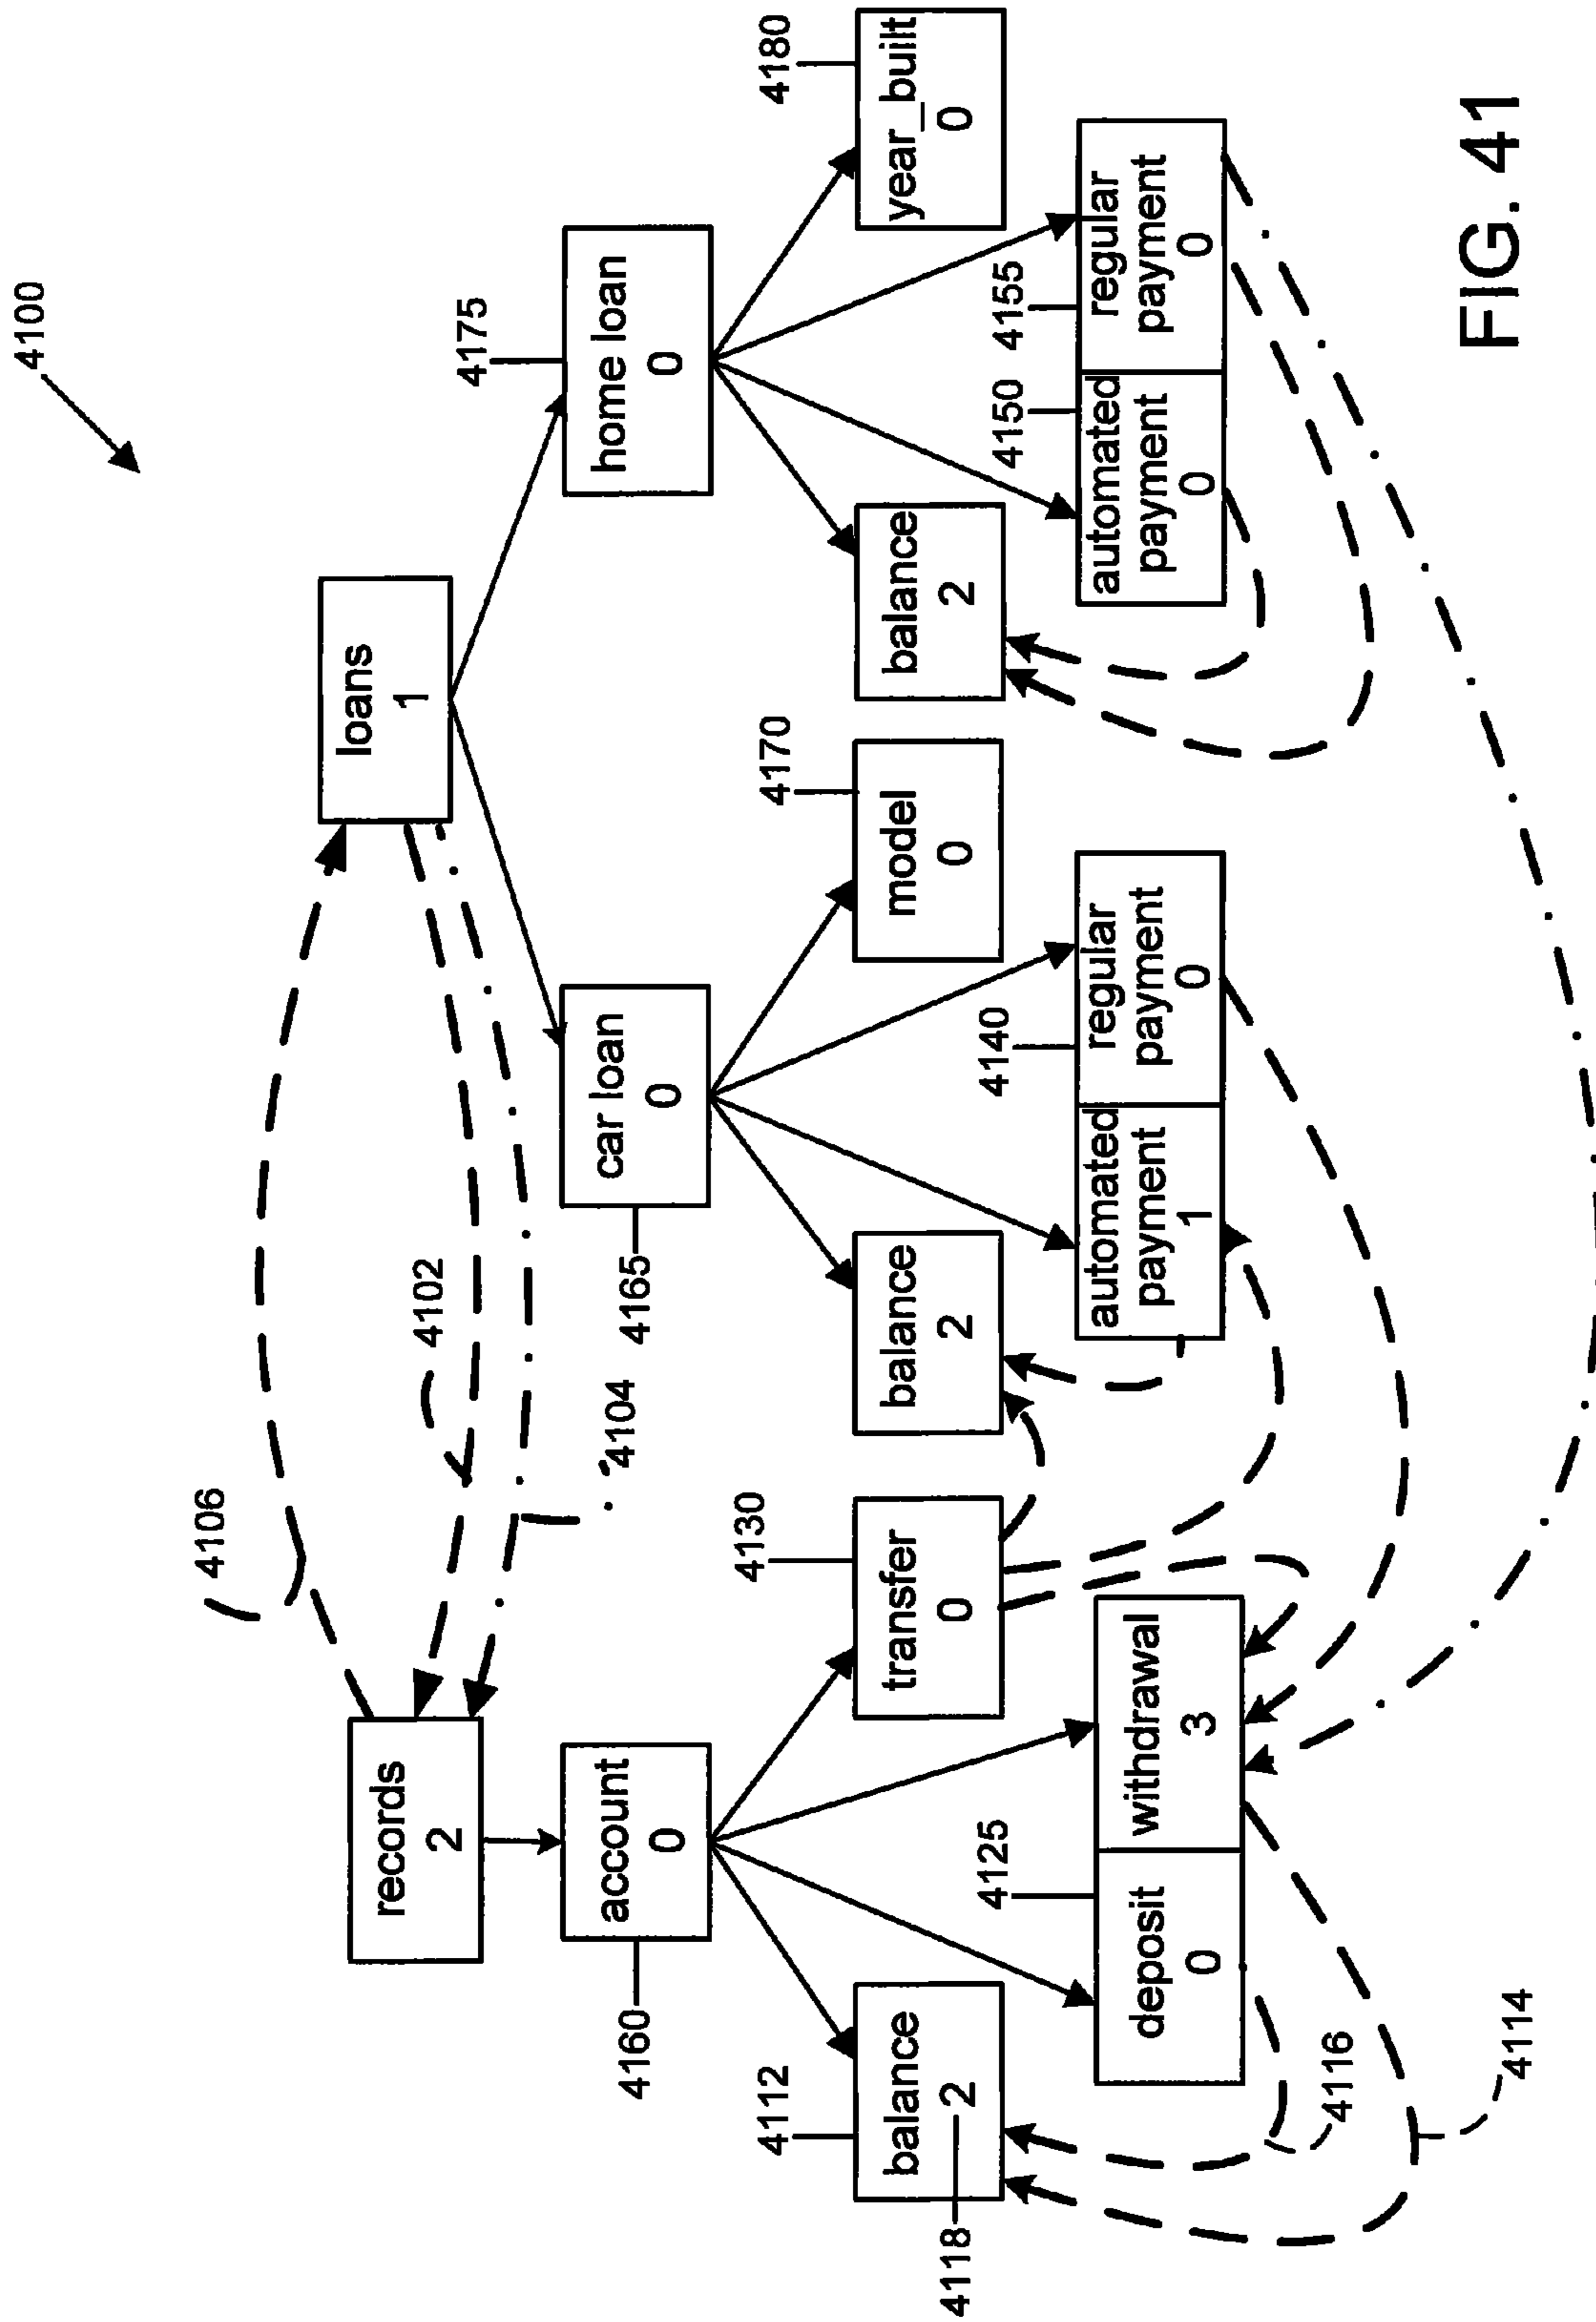 4100
4106
4102
4104
records
2
loans
1
4160
account
0
4165
car loan
0
4175
home loan
0
4112
balance
2
4118
4130
transfer
0
balance
2
4170
model
0
balance
2
4180
year_built
0
4125
deposit
0
withdrawal
3
4140
automated
payment
1
regular
payment
0
4150
automated
payment
0
4155
regular
payment
0
4116
4114
FIG. 41